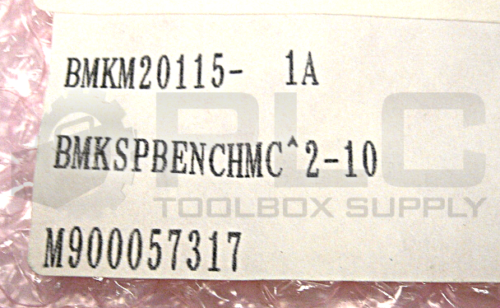 BMKM20115- 1A
BMKSPBENCHMC^2-10
PLC
TOOLBOX SUPPLY
M900057317